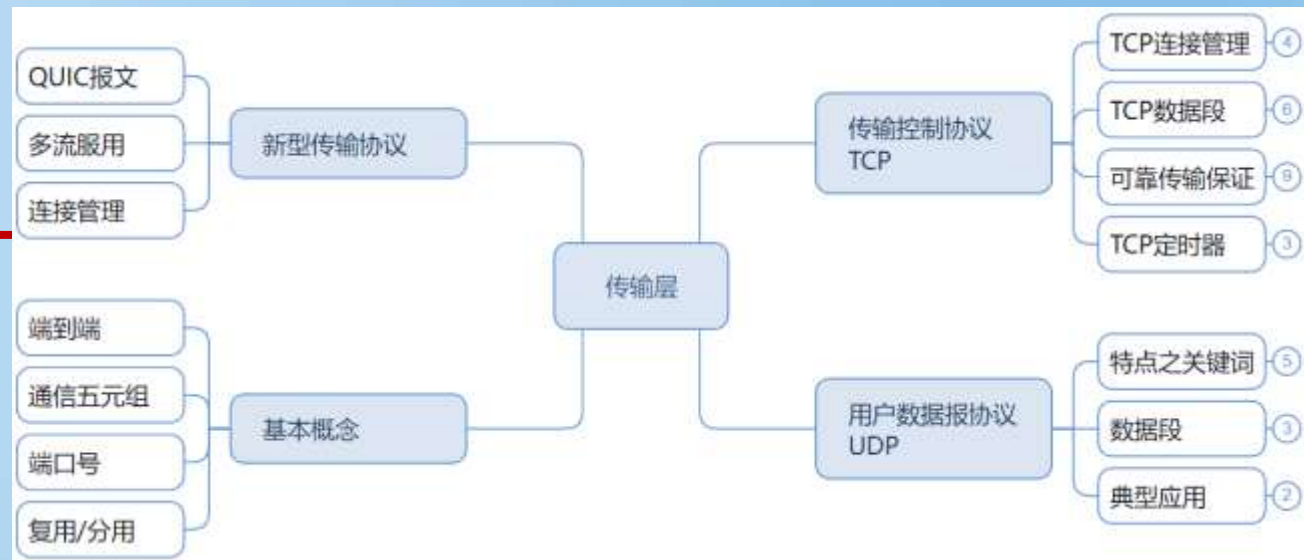 QUIC报文
多流服用
连接管理
新型传输协议
端到端
通信五元组
端口号
复用/分用
基本概念
传输层
传输控制协议
TCP
TCP连接管理 4
TCP数据段 6
可靠传输保证 9
TCP定时器 3
用户数据报协议
UDP
特点之关键词 5
数据段 3
典型应用 2